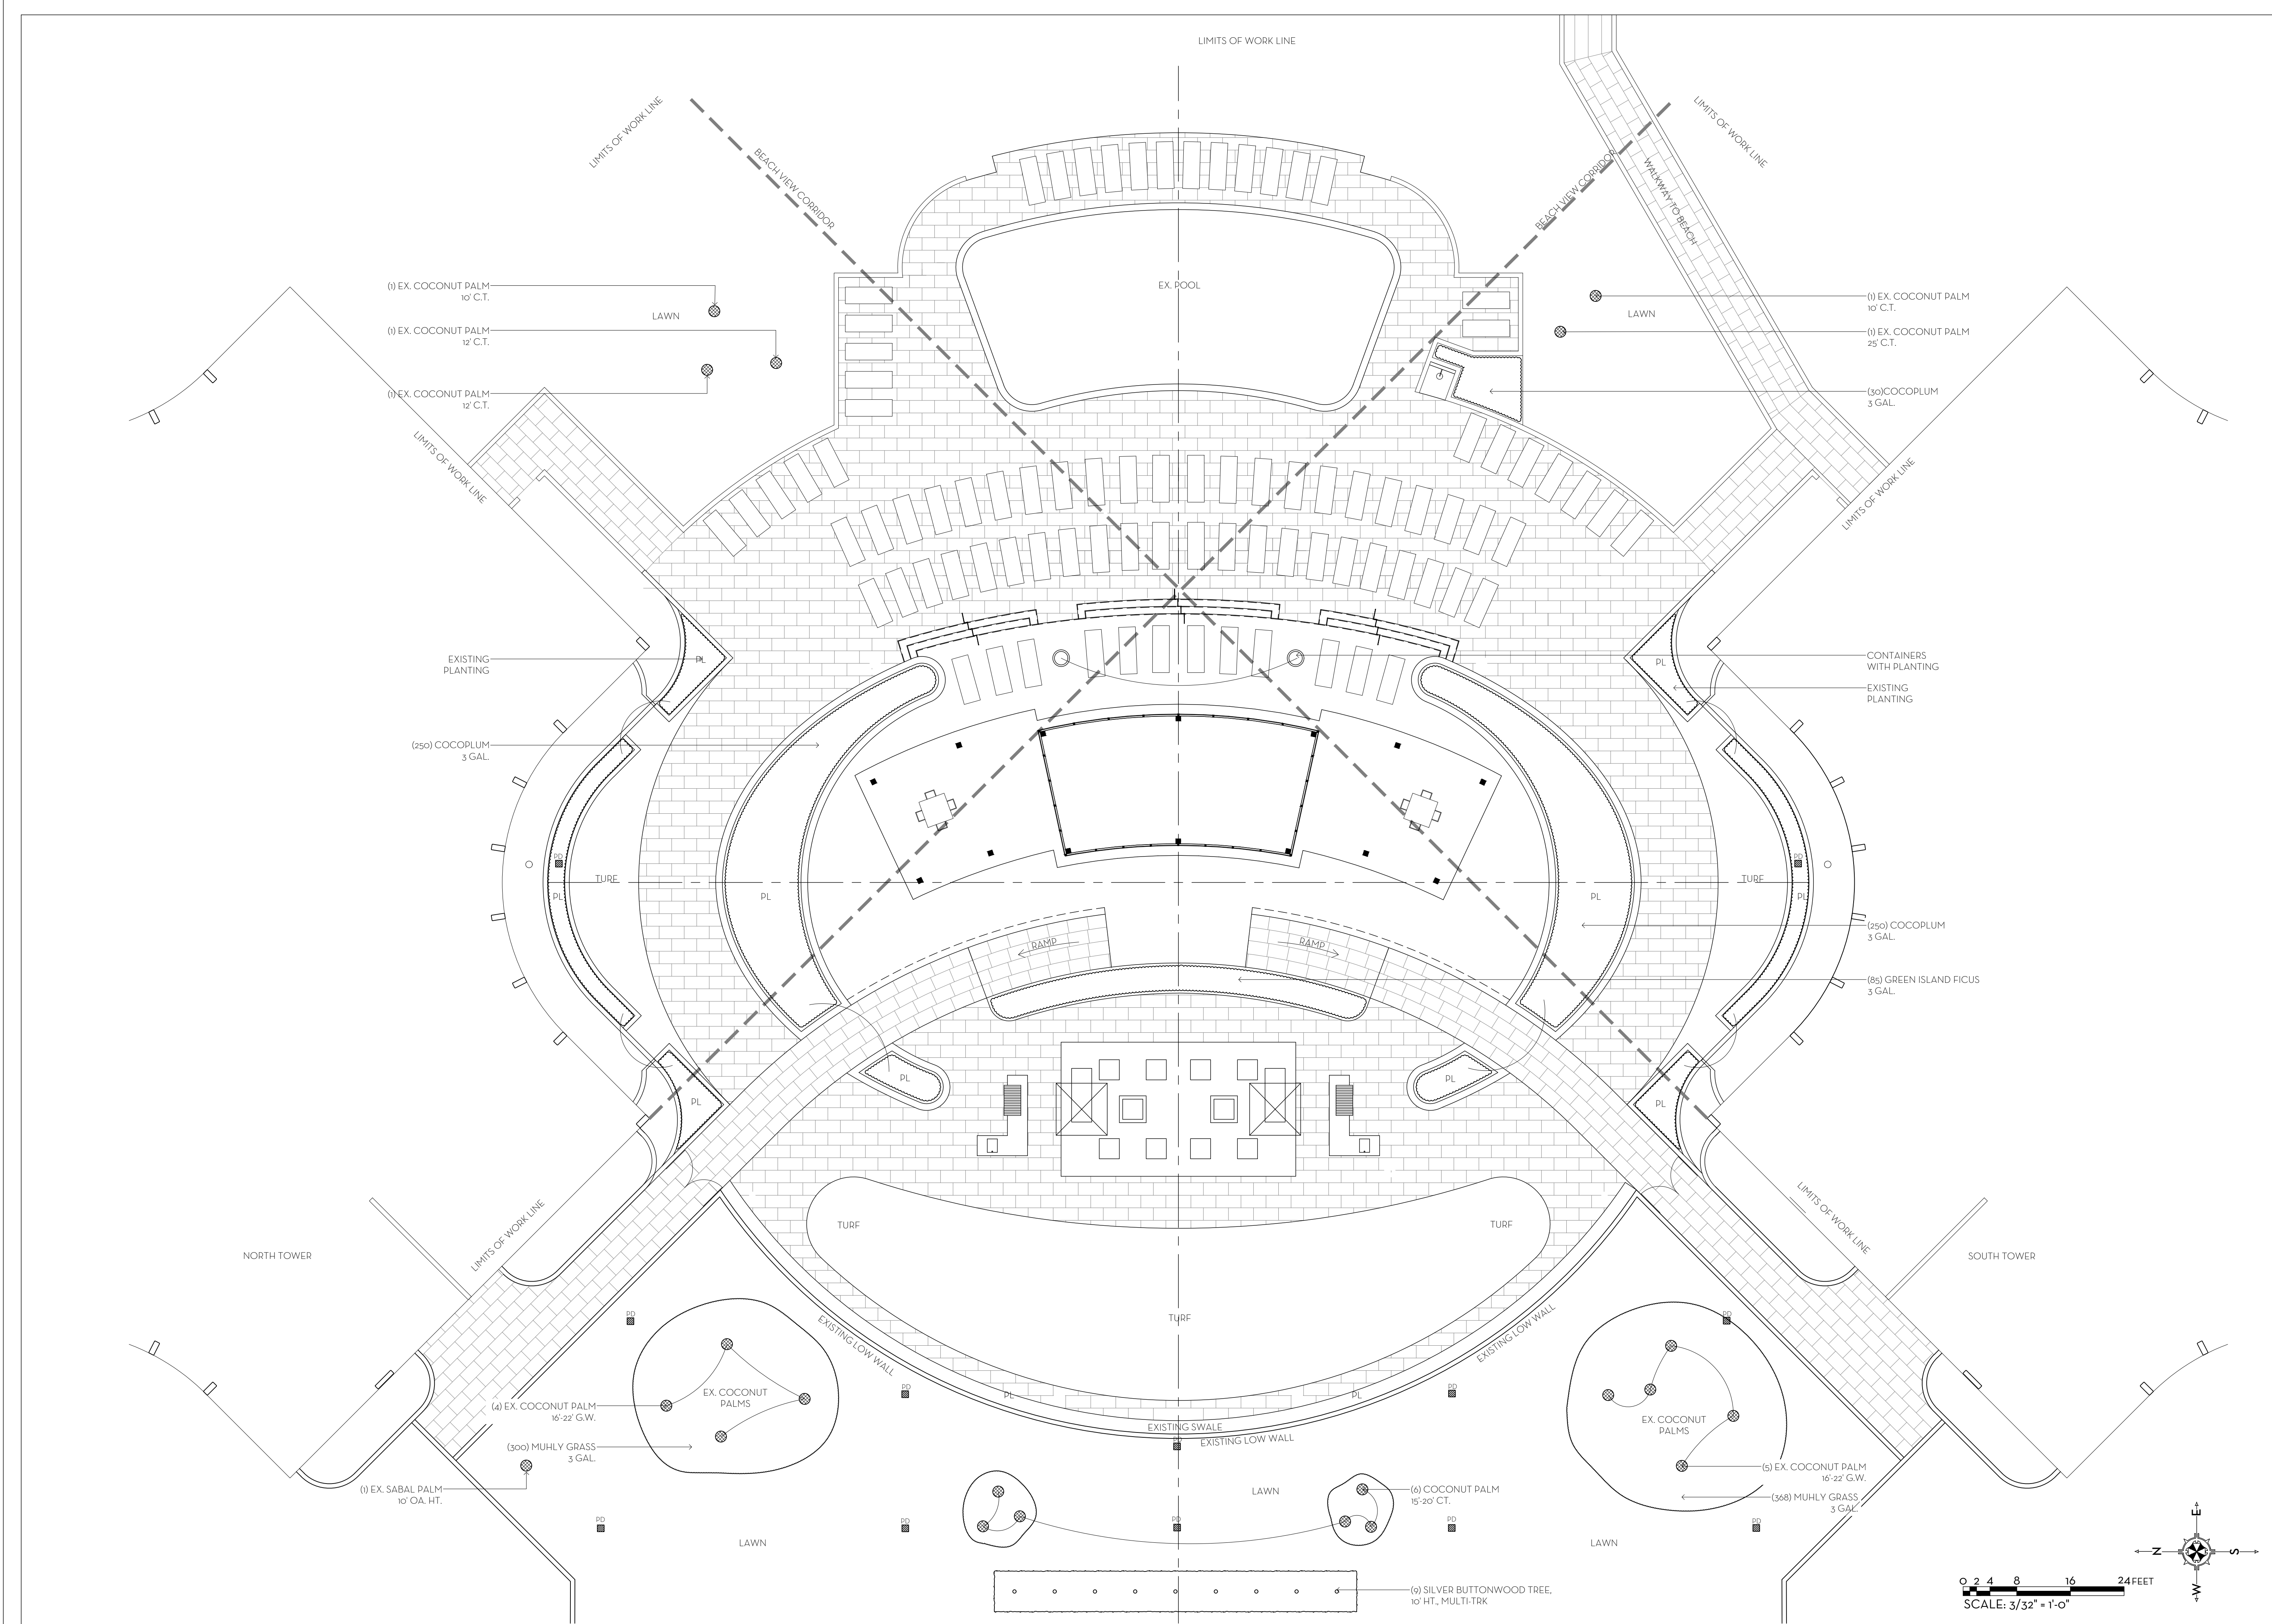 LIMITS OF WORK LINE
LIMITS OF WORK LINE
LIMITS OF WORK LINE
BEACH VIEW CORRIDOR
BEACH VIEW CORRIDOR
WALKWAY TO BEACH
(1) EX. COCONUT PALM
10' C.T.
LAWN
EX. POOL
LAWN
(1) EX. COCONUT PALM
10' C.T.
(1) EX. COCONUT PALM
12' C.T.
(1) EX. COCONUT PALM
25' C.T.
(1) EX. COCONUT PALM
12' C.T.
(30)COCOPLUM
3 GAL.
LIMITS OF WORK LINE
LIMITS OF WORK LINE
EXISTING
PLANTING
PL
PL
CONTAINERS
WITH PLANTING
EXISTING
PLANTING
(250) COCOPLUM
3 GAL.
PD
PD
TURF
TURF
PL
PL
PL
PL
(250) COCOPLUM
3 GAL.
RAMP
RAMP
(85) GREEN ISLAND FICUS
3 GAL.
PL
PL
PL
PL
LIMITS OF WORK LINE
LIMITS OF WORK LINE
TURF
TURF
NORTH TOWER
SOUTH TOWER
PD
PD
TURF
EXISTING LOW WALL
EXISTING LOW WALL
EX. COCONUT
PALMS
PD
PL
PL
PD
(4) EX. COCONUT PALM
16'-22' G.W.
EX. COCONUT
PALMS
EXISTING SWALE
PD
EXISTING LOW WALL
(300) MUHLY GRASS
3 GAL.
(5) EX. COCONUT PALM
16'-22' G.W.
(1) EX. SABAL PALM
10' OA. HT.
LAWN
(6) COCONUT PALM
15'-20' CT.
(368) MUHLY GRASS
3 GAL.
PD
PD
PD
PD
PD
LAWN
LAWN
(9) SILVER BUTTONWOOD TREE,
10' HT., MULTI-TRK
E
N
S
W
0 2 4 8 16 24 FEET
SCALE: 3/32" = 1'-0"